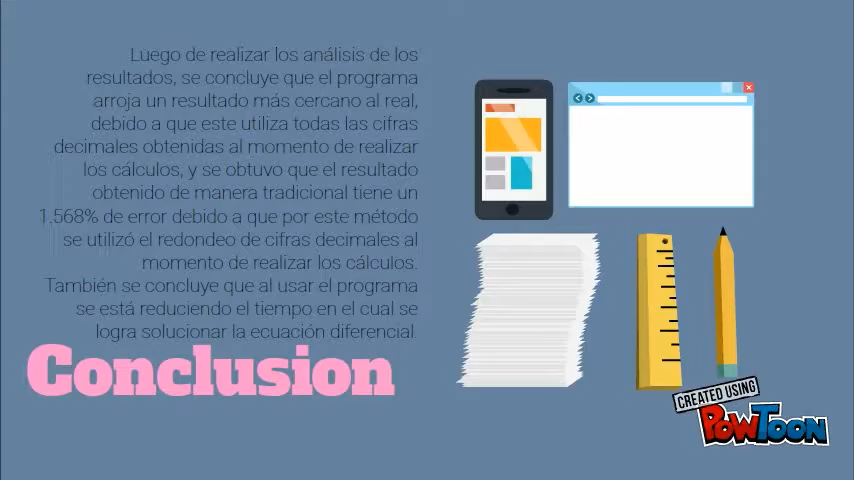 Luego de realizar los análisis de los
resultados, se concluye que el programa
arroja un resultado más cercano al real,
debido a que este utiliza todas las cifras
decimales obtenidas al momento de realizar
los cálculos, y se obtuvo que el resultado
obtenido de manera tradicional tiene un
1.568% de error debido a que por este método
se utilizó el redondeo de cifras decimales al
momento de realizar los cálculos.
También se concluye que al usar el programa
se está reduciendo el tiempo en el cual se
logra solucionar la ecuación diferencial.
Conclusion
CREATED USING
POWTOON